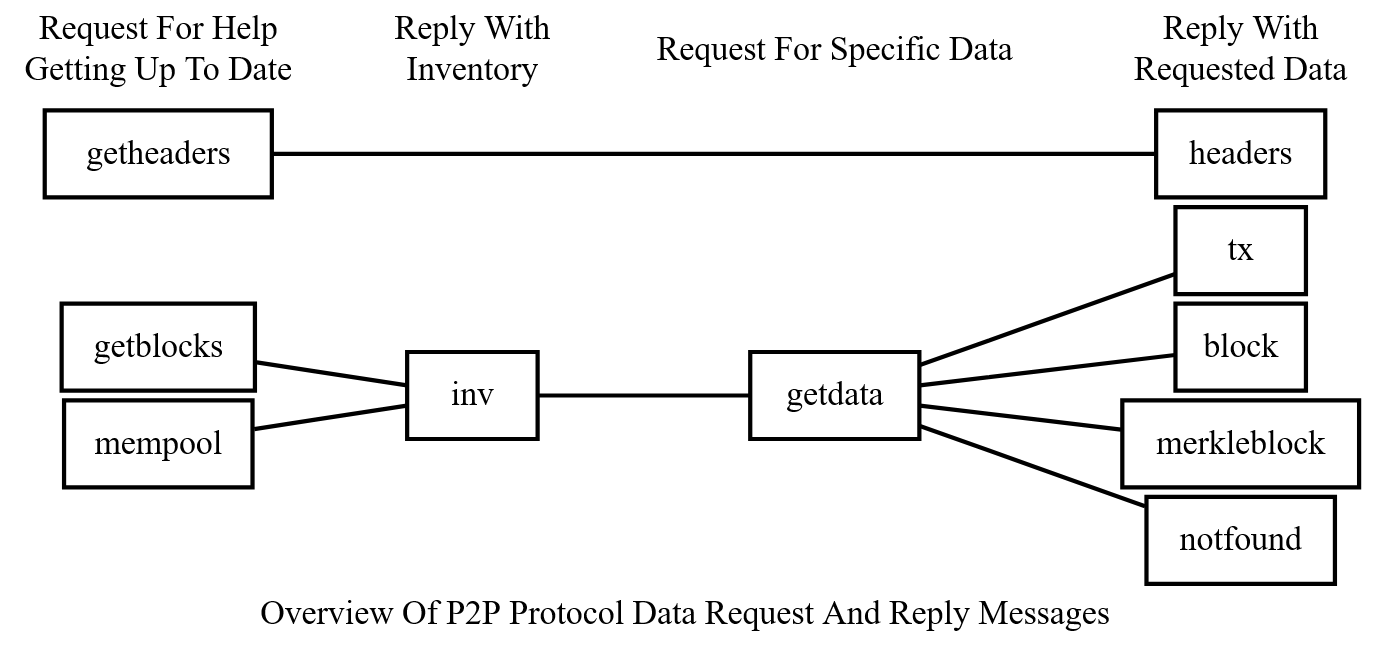 Request For Help
Getting Up To Date
Reply With
Inventory
Request For Specific Data
Reply With
Requested Data
getheaders
headers
tx
getblocks
block
inv
getdata
mempool
merkleblock
notfound
Overview Of P2P Protocol Data Request And Reply Messages